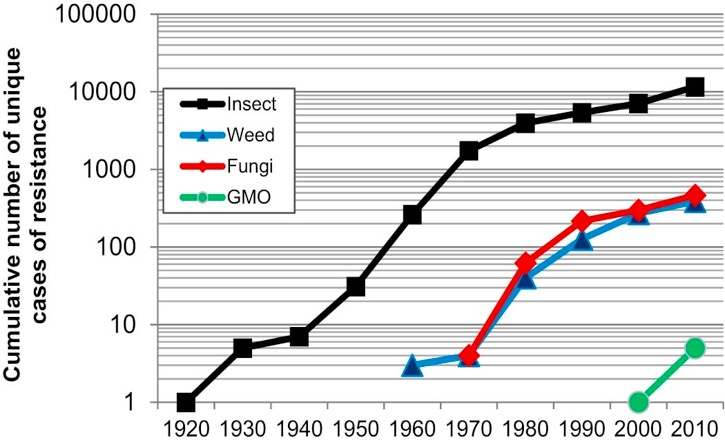 Cumulative number of unique
cases of resistance
100000
10000
1000
100
10
1
Insect
Weed
Fungi
GMO
1920 1930 1940 1950 1960 1970 1980 1990 2000 2010